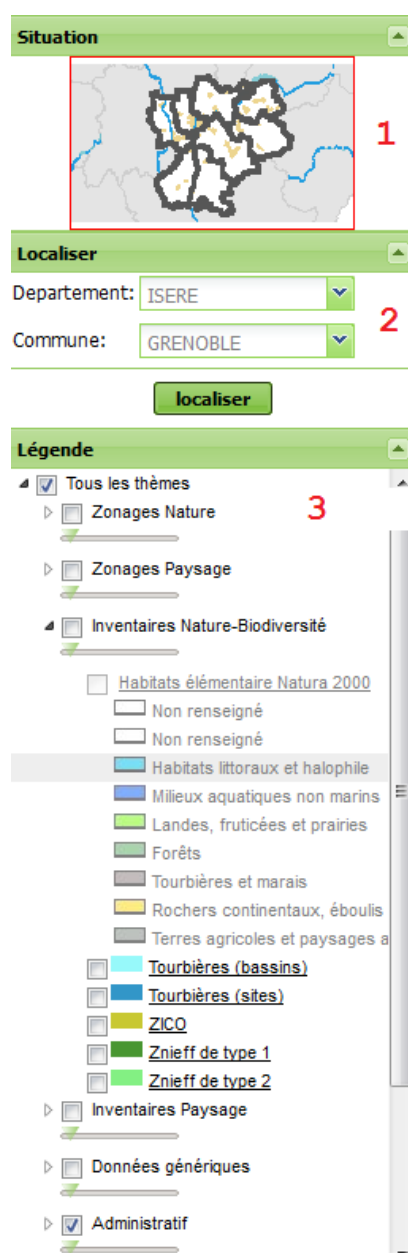 Situation
1
Localiser
Departement: ISERE
2
Commune: GRENOBLE
localiser
Légende
Tous les thèmes
3
Zonages Nature
Zonages Paysage
Inventaires Nature-Biodiversité
Habitats élémentaire Natura 2000
Non renseigné
Non renseigné
Habitats littoraux et halophile
Milieux aquatiques non marins
Landes, fruticées et prairies
Forêts
Tourbières et marais
Rochers continentaux, éboulis
Terres agricoles et paysages a
Tourbières (bassins)
Tourbières (sites)
ZICO
Znieff de type 1
Znieff de type 2
Inventaires Paysage
Données génériques
Administratif